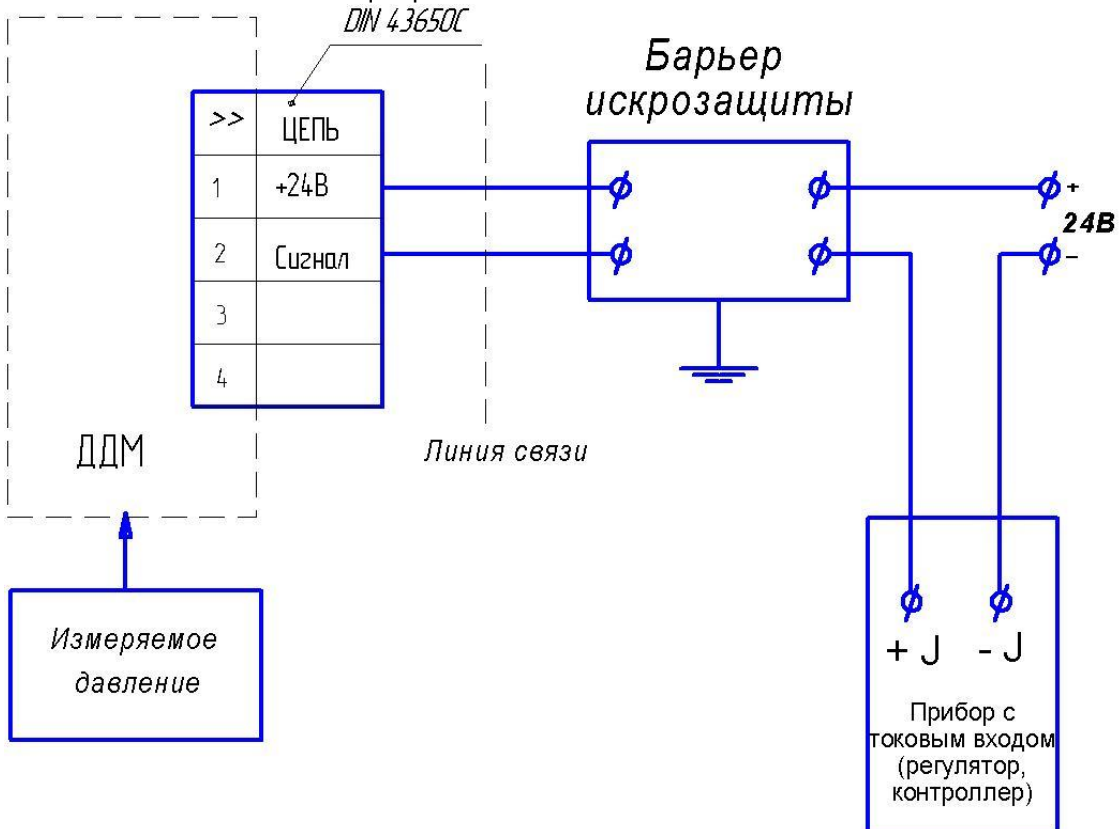 DIN 43650C
Барьер
искрозащиты
>> ЦЕПЬ
1 +24В
2 Сигнал
3
4
+
24В
–
ДДМ
Линия связи
Измеряемое
давление
+ J - J
Прибор с
токовым входом
(регулятор,
контроллер)